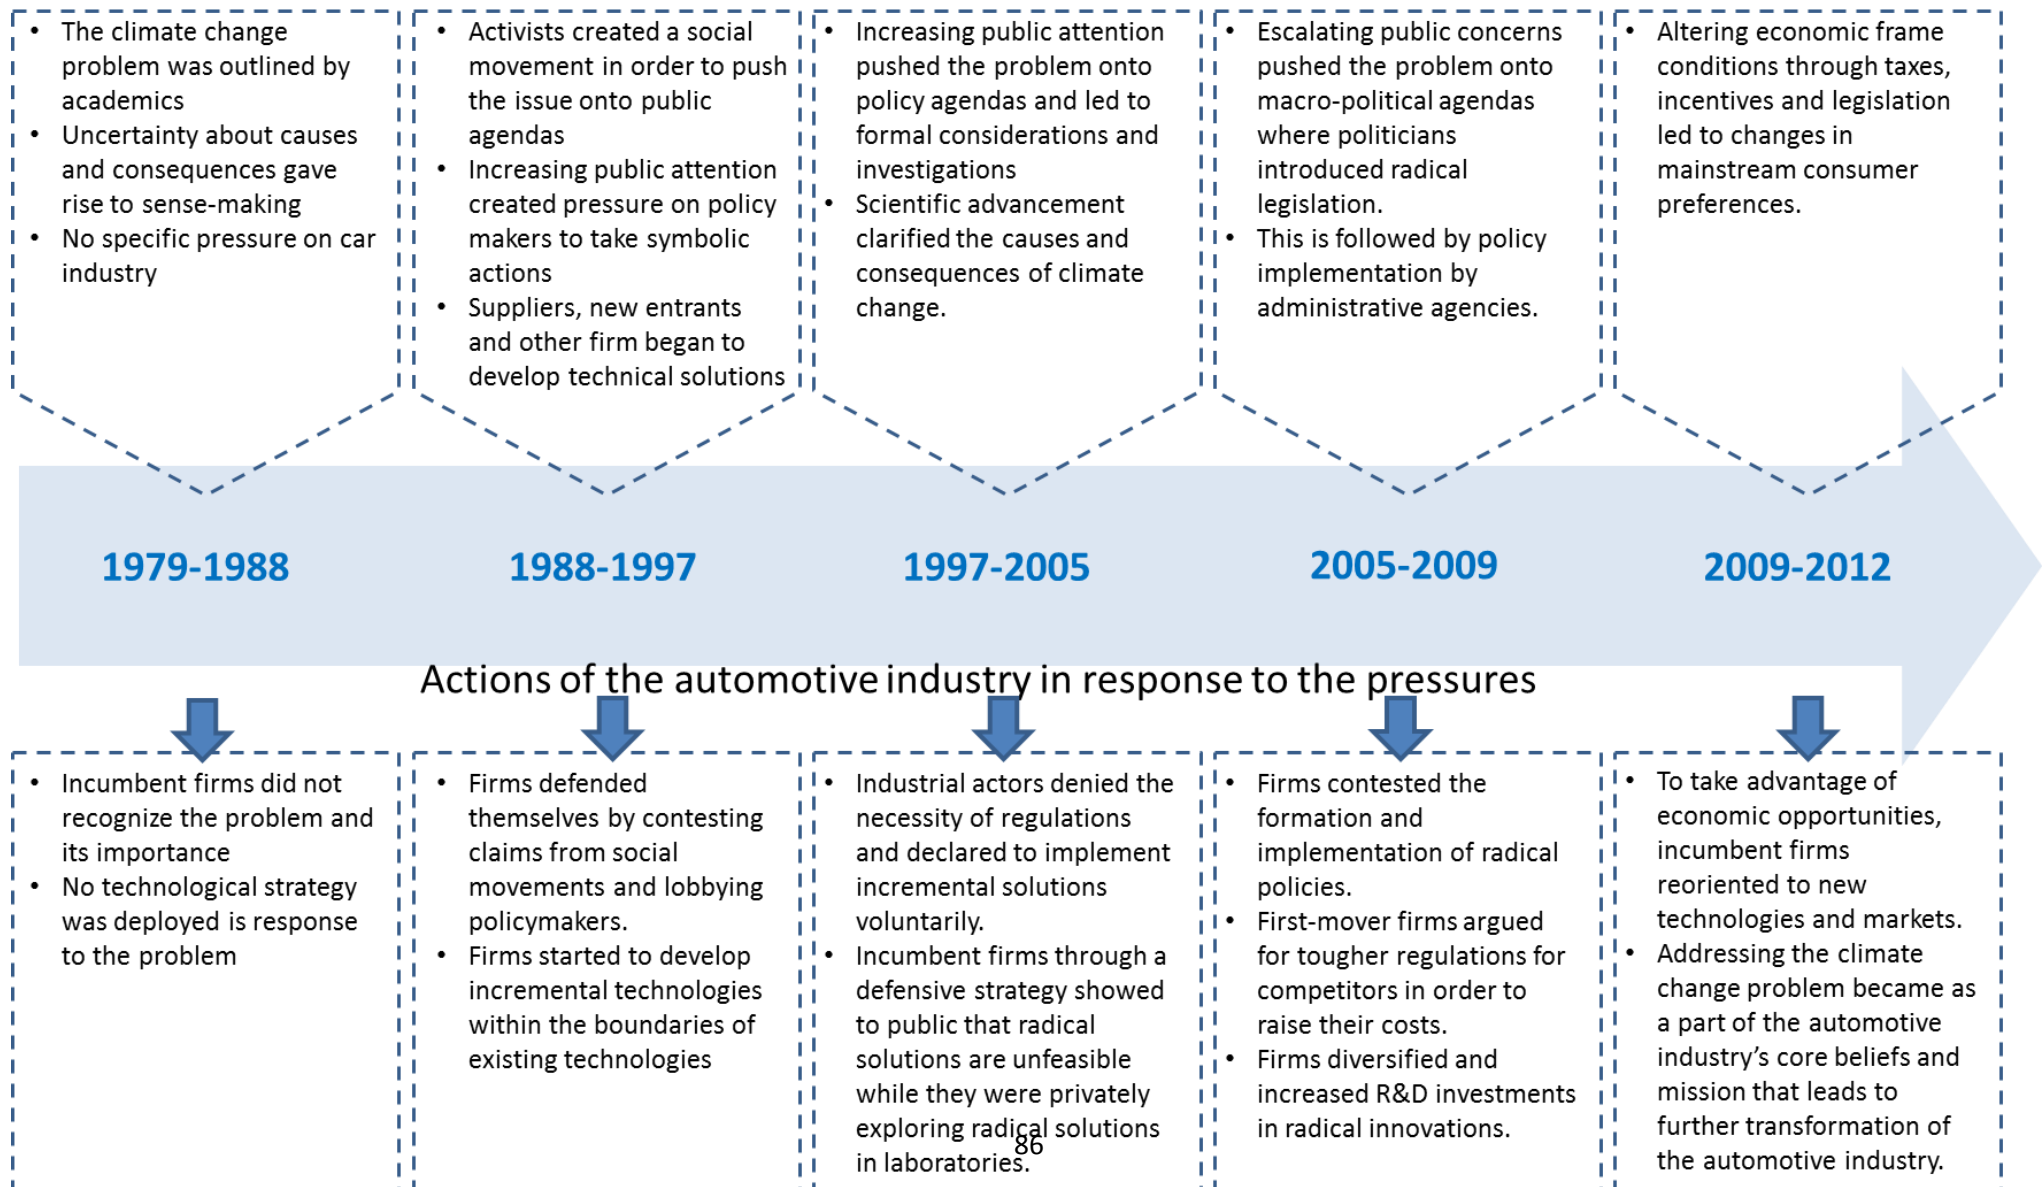 • The climate change
problem was outlined by
academics
• Uncertainty about causes
and consequences gave
rise to sense-making
• No specific pressure on car
industry
• Activists created a social
movement in order to push
the issue onto public
agendas
• Increasing public attention
created pressure on policy
makers to take symbolic
actions
• Suppliers, new entrants
and other firm began to
develop technical solutions
• Increasing public attention
pushed the problem onto
policy agendas and led to
formal considerations and
investigations
• Scientific advancement
clarified the causes and
consequences of climate
change.
• Escalating public concerns
pushed the problem onto
macro-political agendas
where politicians
introduced radical
legislation.
• This is followed by policy
implementation by
administrative agencies.
• Altering economic frame
conditions through taxes,
incentives and legislation
led to changes in
mainstream consumer
preferences.
1979-1988
1988-1997
1997-2005
2005-2009
2009-2012
Actions of the automotive industry in response to the pressures
• Incumbent firms did not
recognize the problem and
its importance
• No technological strategy
was deployed is response
to the problem
• Firms defended
themselves by contesting
claims from social
movements and lobbying
policymakers.
• Firms started to develop
incremental technologies
within the boundaries of
existing technologies
• Industrial actors denied the
necessity of regulations
and declared to implement
incremental solutions
voluntarily.
• Incumbent firms through a
defensive strategy showed
to public that radical
solutions are unfeasible
while they were privately
exploring radical solutions
in laboratories.
• Firms contested the
formation and
implementation of radical
policies.
• First-mover firms argued
for tougher regulations for
competitors in order to
raise their costs.
• Firms diversified and
increased R&D investments
in radical innovations.
• To take advantage of
economic opportunities,
incumbent firms
reoriented to new
technologies and markets.
• Addressing the climate
change problem became as
a part of the automotive
industry’s core beliefs and
mission that leads to
further transformation of
the automotive industry.
86